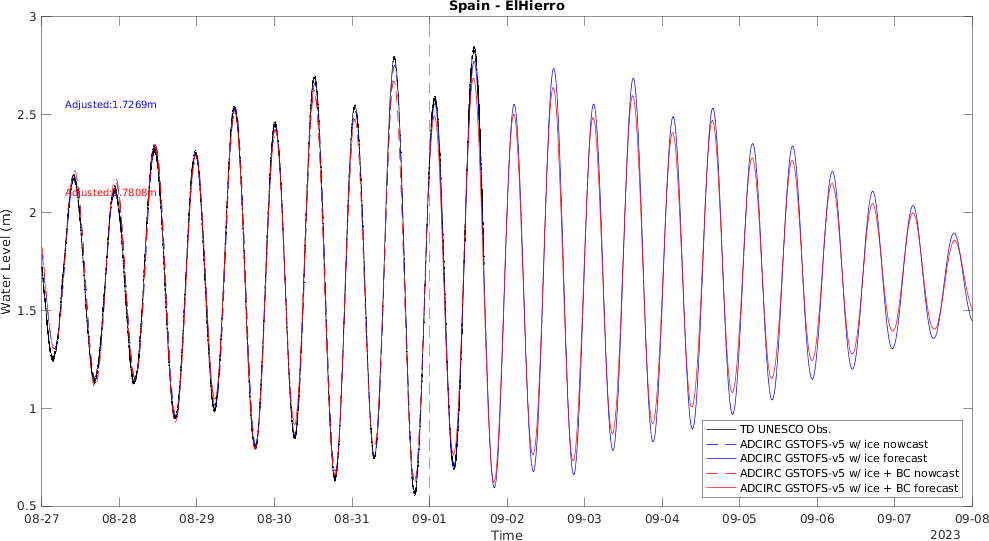 Spain - ElHierro
3
2.5
2
1.5
1
0.5
Water Level (m)
Adjusted:1.7269m
Adjusted:1.7808m
TD UNESCO Obs.
ADCIRC GSTOFS-v5 w/ ice nowcast
ADCIRC GSTOFS-v5 w/ ice forecast
ADCIRC GSTOFS-v5 w/ ice + BC nowcast
ADCIRC GSTOFS-v5 w/ ice + BC forecast
08-27 08-28 08-29 08-30 08-31 09-01 09-02 09-03 09-04 09-05 09-06 09-07 09-08
Time
2023